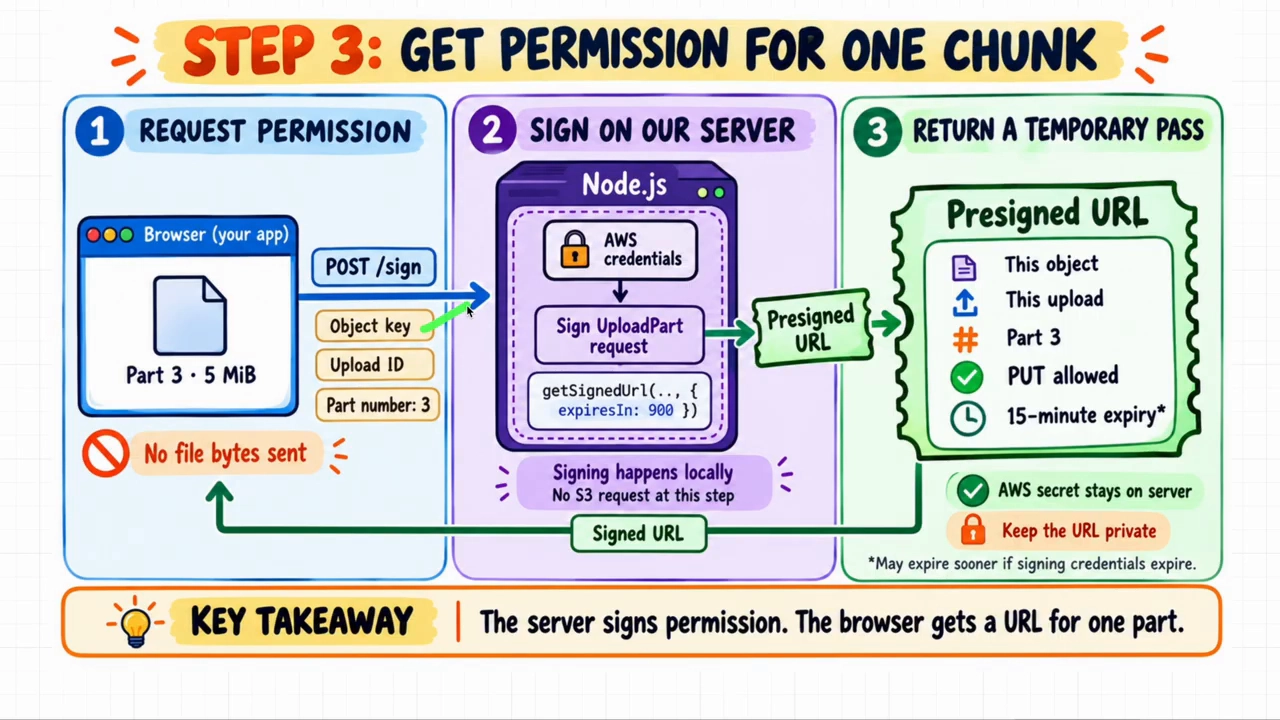 STEP 3: GET PERMISSION FOR ONE CHUNK
1 REQUEST PERMISSION
Browser (your app)
Part 3 · 5 MiB
POST /sign
Object key
Upload ID
Part number: 3
No file bytes sent
2 SIGN ON OUR SERVER
Node.js
AWS
credentials
Sign UploadPart
request
getSignedUrl(.., {
expiresIn: 900 })
Signing happens locally
No S3 request at this step
Presigned
URL
Signed URL
3 RETURN A TEMPORARY PASS
Presigned URL
This object
This upload
# Part 3
PUT allowed
15-minute expiry*
AWS secret stays on server
Keep the URL private
*May expire sooner if signing credentials expire.
KEY TAKEAWAY | The server signs permission. The browser gets a URL for one part.